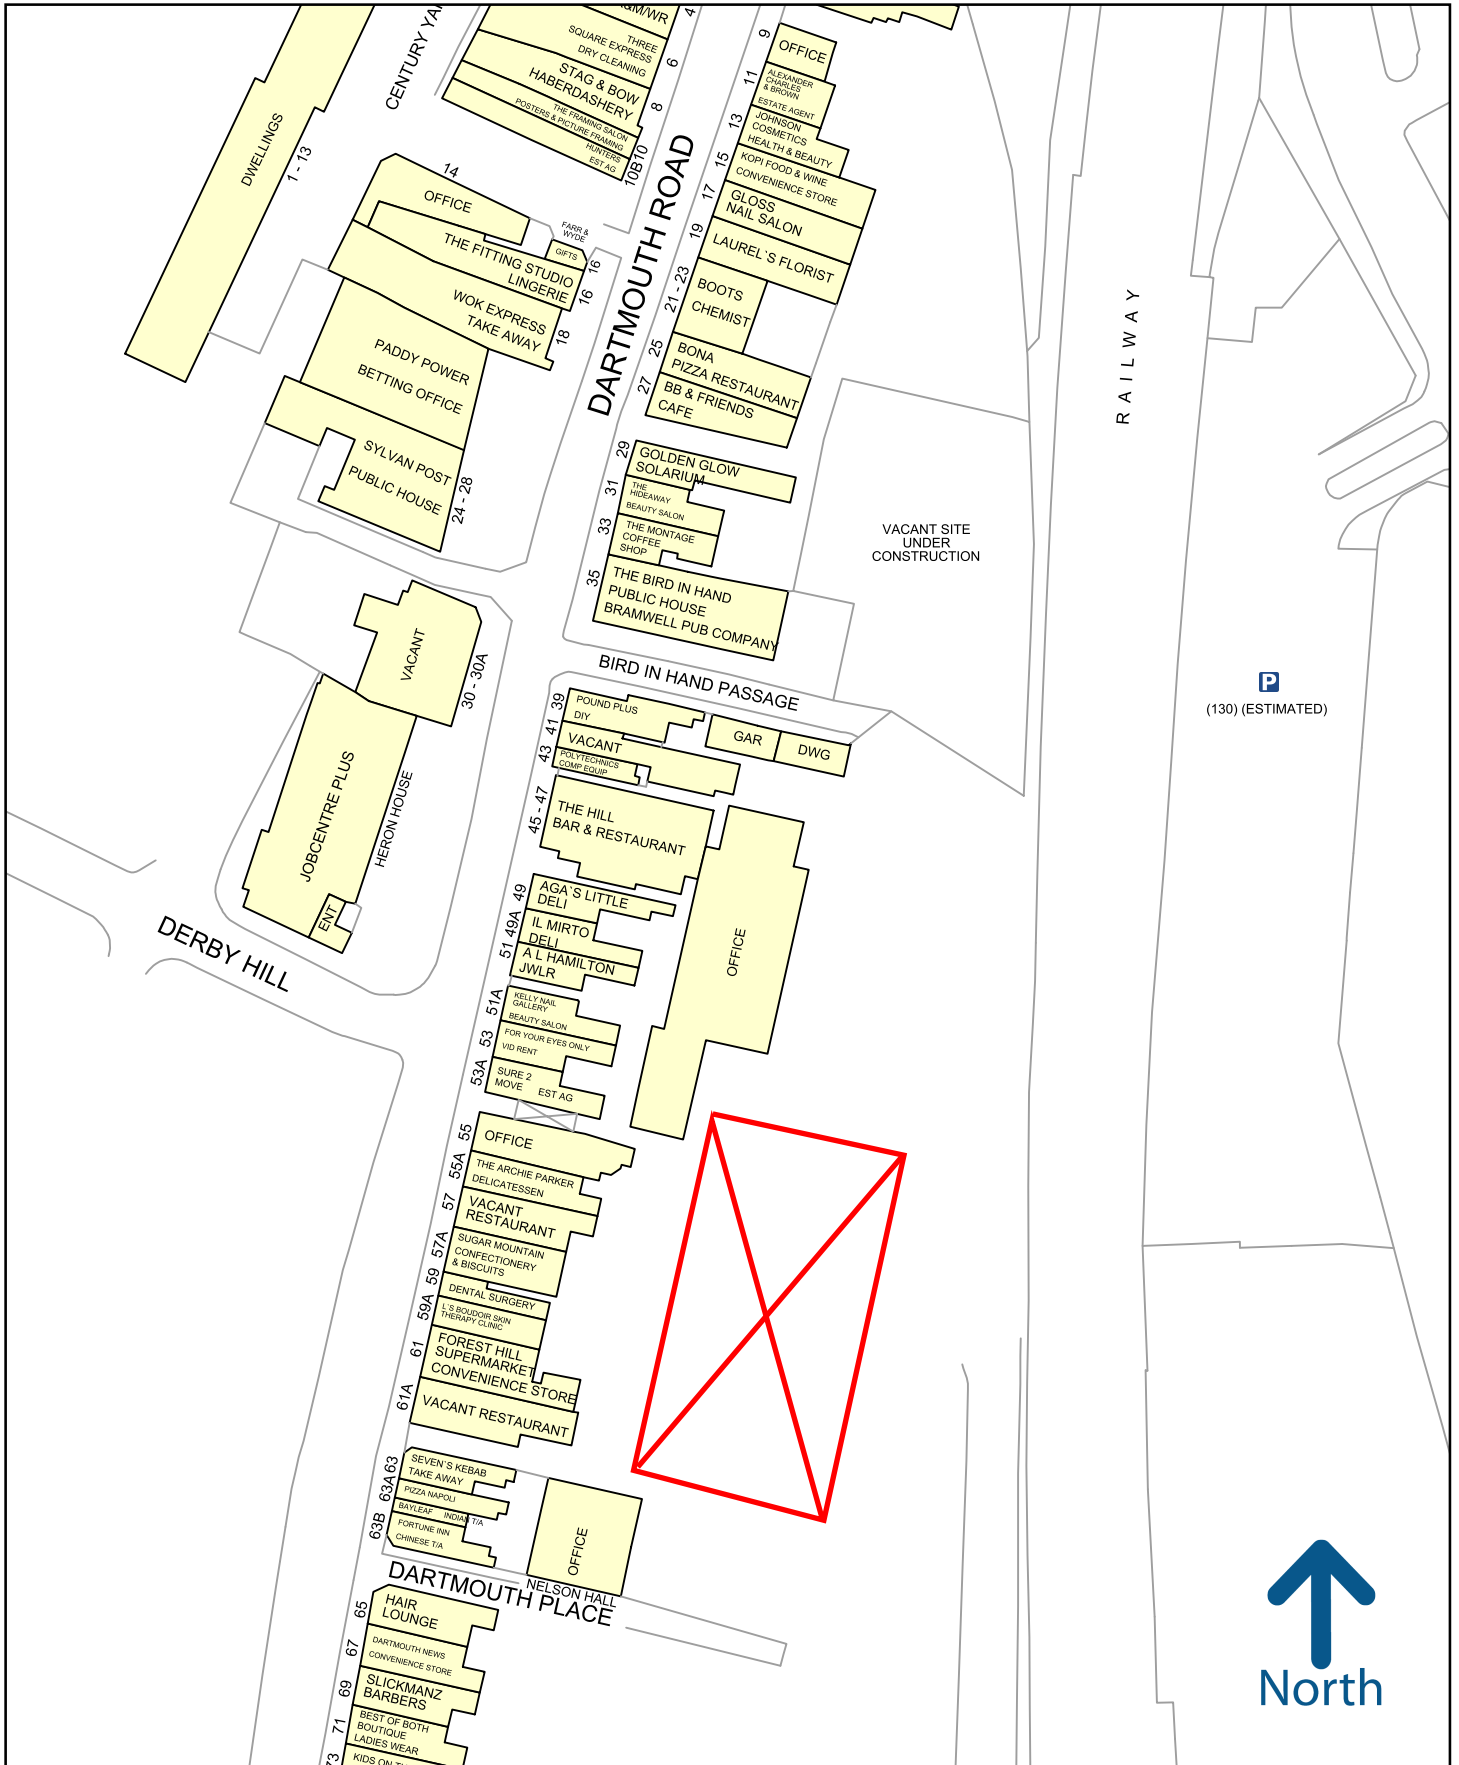 CENTURY YA
DWELLINGS
1 - 13
&M/WR
4
THREE
SQUARE EXPRESS
DRY CLEANING
6
STAG & BOW
HABERDASHERY
8
THE FRAMING SALON
POSTERS & PICTURE FRAMING
10
HUNTERS
EST AG
10B
14
OFFICE
FARR &
WYDE
GIFTS
16
THE FITTING STUDIO
LINGERIE
16
WOK EXPRESS
TAKE AWAY
18
PADDY POWER
BETTING OFFICE
SYLVAN POST
PUBLIC HOUSE
24 - 28
VACANT
30 - 30A
JOBCENTRE PLUS
HERON HOUSE
ENT
DERBY HILL
DARTMOUTH ROAD
9
OFFICE
11
ALEXANDER
CHARLES
& BROWN
ESTATE AGENT
13
JOHNSON
COSMETICS
HEALTH & BEAUTY
15
KOPI FOOD & WINE
CONVENIENCE STORE
17
GLOSS
NAIL SALON
19
LAUREL`S FLORIST
21 - 23
BOOTS
CHEMIST
25
BONA
PIZZA RESTAURANT
27
BB & FRIENDS
CAFE
29
GOLDEN GLOW
SOLARIUM
31
THE
HIDEAWAY
BEAUTY SALON
33
THE MONTAGE
COFFEE
SHOP
35
THE BIRD IN HAND
PUBLIC HOUSE
BRAMWELL PUB COMPANY
VACANT SITE
UNDER
CONSTRUCTION
RAILWAY
P
(130) (ESTIMATED)
BIRD IN HAND PASSAGE
39
POUND PLUS
DIY
GAR
DWG
41
VACANT
43
POLYTECHNICS
COMP EQUIP
45 - 47
THE HILL
BAR & RESTAURANT
OFFICE
49
AGA`S LITTLE
DELI
49A
IL MIRTO
DELI
51
A L HAMILTON
JWLR
51A
KELLY NAIL
GALLERY
BEAUTY SALON
53
FOR YOUR EYES ONLY
VID RENT
53A
SURE 2
MOVE EST AG
55
OFFICE
55A
THE ARCHIE PARKER
DELICATESSEN
57
VACANT
RESTAURANT
57A
SUGAR MOUNTAIN
CONFECTIONERY
& BISCUITS
59
DENTAL SURGERY
59A
L`S BOUDOIR SKIN
THERAPY CLINIC
61
FOREST HILL
SUPERMARKET
CONVENIENCE STORE
61A
VACANT RESTAURANT
63
SEVEN`S KEBAB
TAKE AWAY
63A
PIZZA NAPOLI
BAYLEAF INDIAN T/A
63B
FORTUNE INN
CHINESE T/A
OFFICE
NELSON HALL
DARTMOUTH PLACE
65
HAIR
LOUNGE
67
DARTMOUTH NEWS
CONVENIENCE STORE
69
SLICKMANZ
BARBERS
71
BEST OF BOTH
BOUTIQUE
LADIES WEAR
73
KIDS ON
North